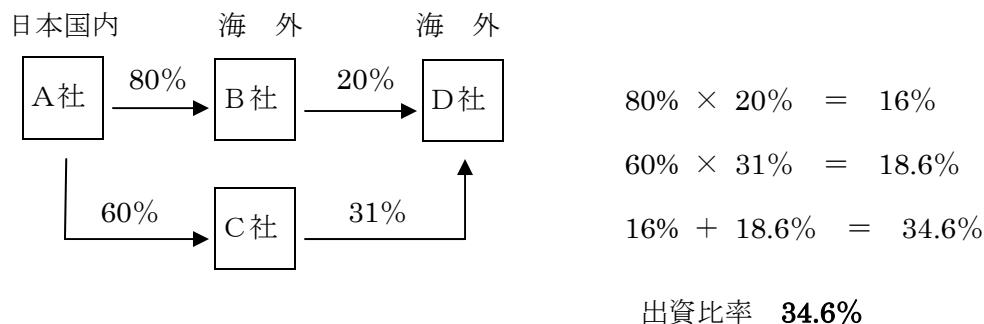 日本国内 海 外 海 外
A社 80% B社 20% D社
60% C社 31%
80% × 20% = 16%
60% × 31% = 18.6%
16% + 18.6% = 34.6%
出資比率 34.6%